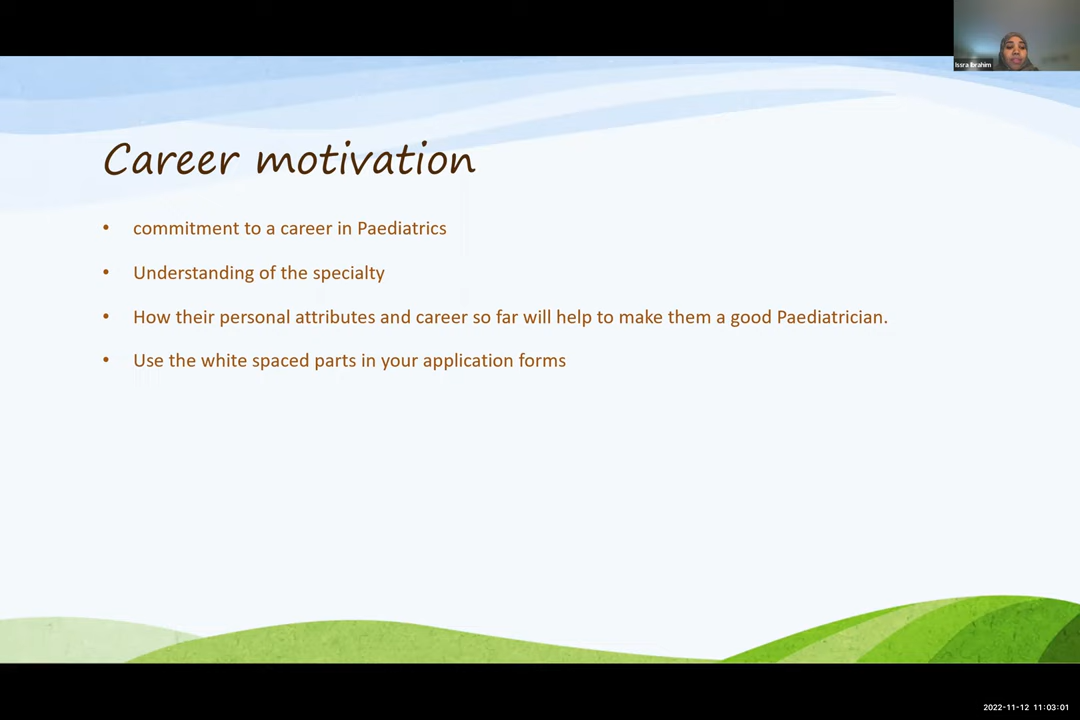 Issra Ibrahim
Career motivation
• commitment to a career in Paediatrics
• Understanding of the specialty
• How their personal attributes and career so far will help to make them a good Paediatrician.
• Use the white spaced parts in your application forms
2022-11-12 11:03:01